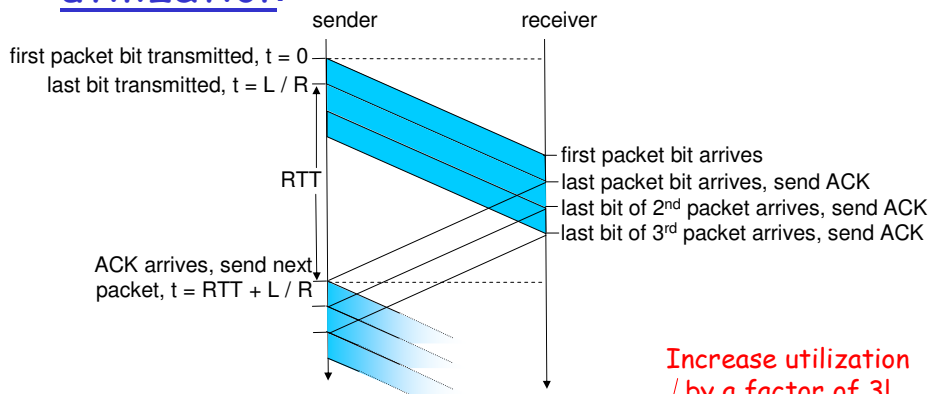 utilization
sender
receiver
first packet bit transmitted, t = 0
last bit transmitted, t = L / R
first packet bit arrives
RTT
last packet bit arrives, send ACK
last bit of 2nd packet arrives, send ACK
last bit of 3rd packet arrives, send ACK
ACK arrives, send next
packet, t = RTT + L / R
Increase utilization
by a factor of 3!